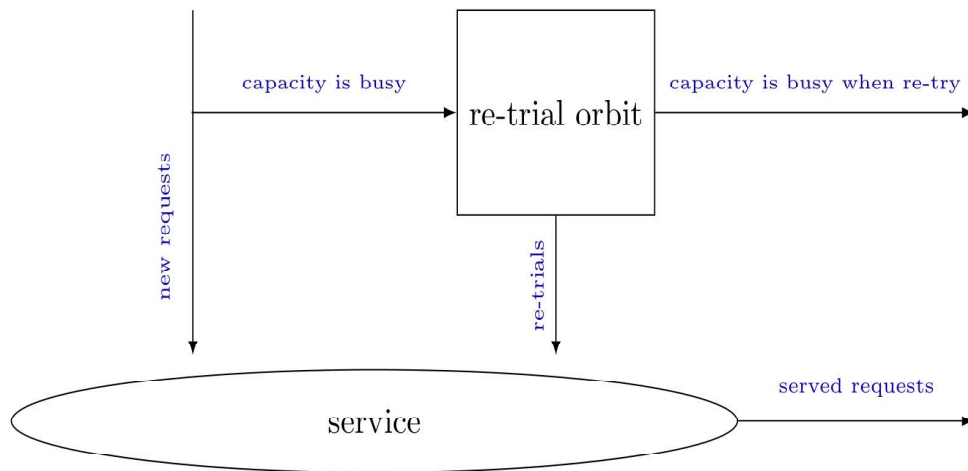 capacity is busy
capacity is busy when re-try
re-trial orbit
new requests
re-trials
served requests
service